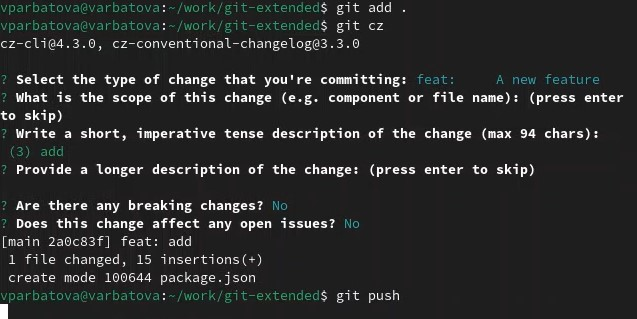 vparbatova@varbatova:~/work/git-extended$ git add .
vparbatova@varbatova:~/work/git-extended$ git cz
cz-cli@4.3.0, cz-conventional-changelog@3.3.0
? Select the type of change that you're committing: feat:     A new feature
? What is the scope of this change (e.g. component or file name): (press enter
to skip)
? Write a short, imperative tense description of the change (max 94 chars):
 (3) add
? Provide a longer description of the change: (press enter to skip)
? Are there any breaking changes? No
? Does this change affect any open issues? No
[main 2a0c83f] feat: add
 1 file changed, 15 insertions(+)
 create mode 100644 package.json
vparbatova@varbatova:~/work/git-extended$ git push